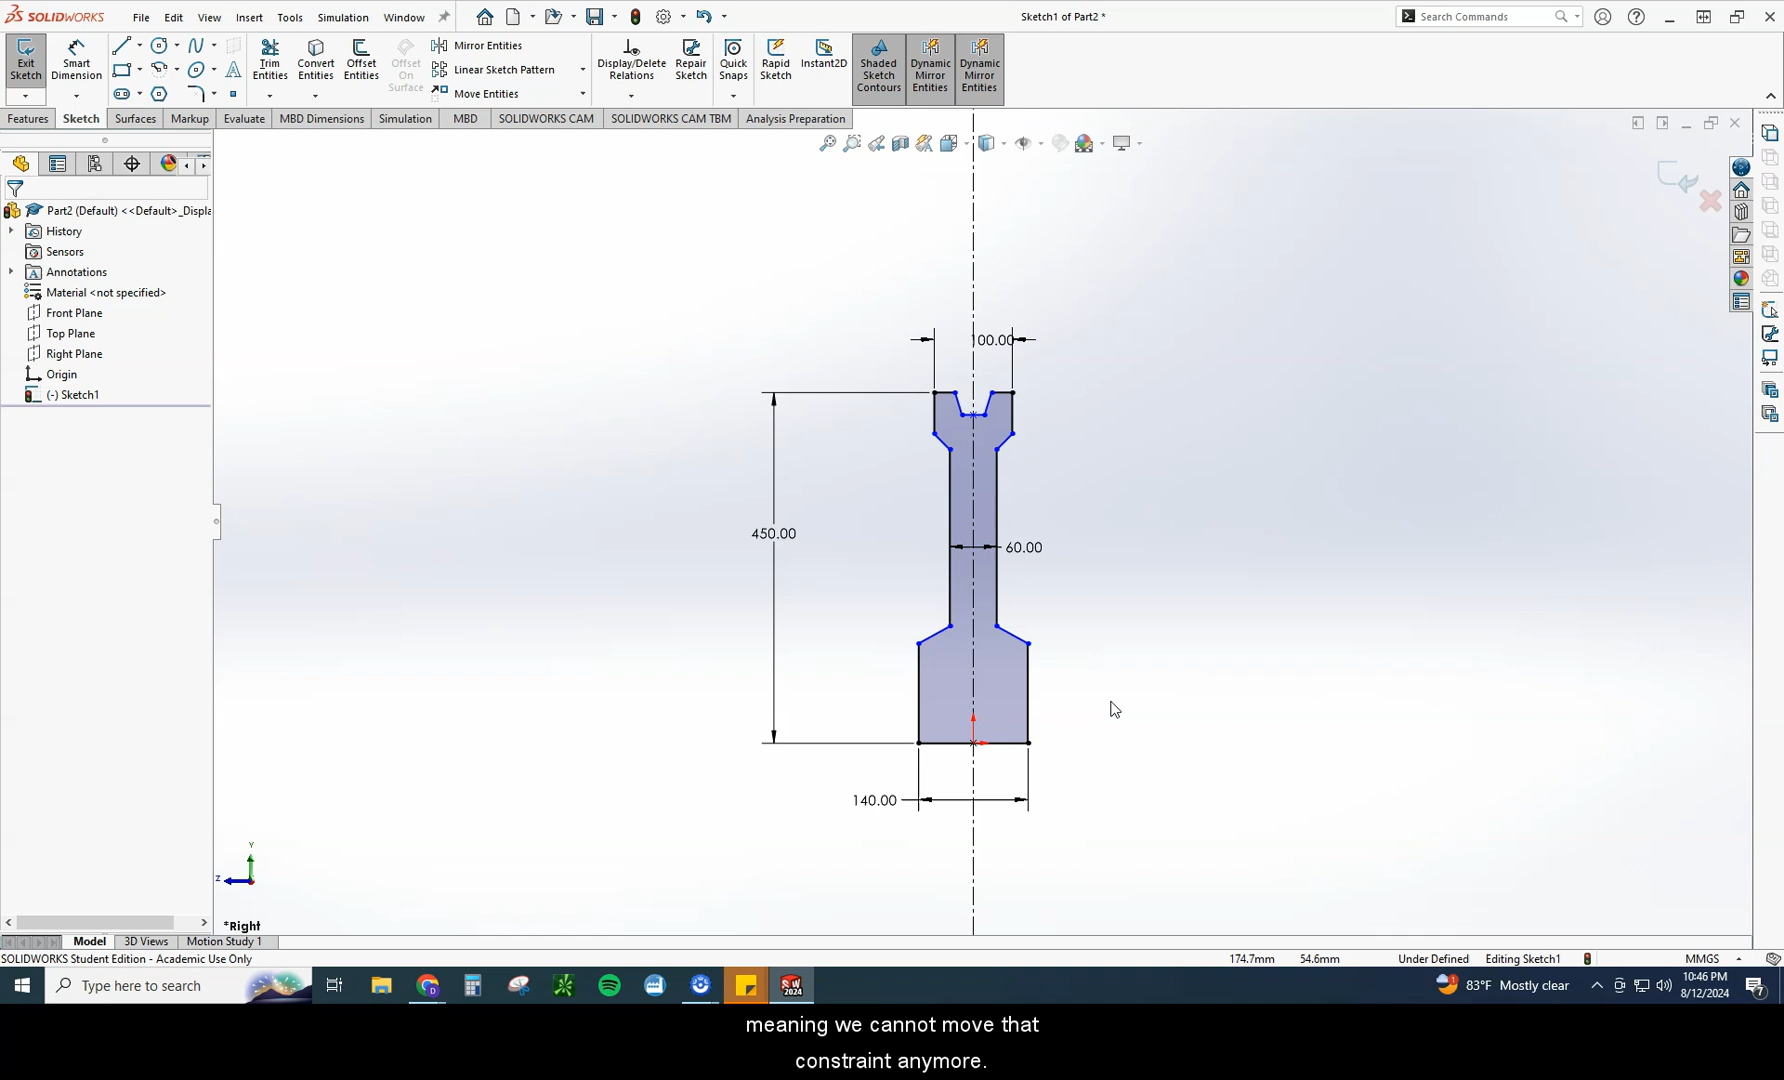 SOLIDWORKS File Edit View Insert Tools Simulation Window Sketch1 of Part2 * Search Commands
Exit Sketch
Smart Dimension
Trim Entities
Convert Entities
Offset Entities
Offset On Surface
Mirror Entities
Linear Sketch Pattern
Move Entities
Display/Delete Relations
Repair Sketch
Quick Snaps
Rapid Sketch
Instant2D
Shaded Sketch Contours
Dynamic Mirror Entities
Dynamic Mirror Entities
Features Sketch Surfaces Markup Evaluate MBD Dimensions Simulation MBD SOLIDWORKS CAM SOLIDWORKS CAM TBM Analysis Preparation
Part2 (Default) <<Default>_Displa
History
Sensors
Annotations
Material <not specified>
Front Plane
Top Plane
Right Plane
Origin
(-) Sketch1
100.00
450.00
60.00
140.00
Y
Z
*Right
Model 3D Views Motion Study 1
SOLIDWORKS Student Edition - Academic Use Only 174.7mm 54.6mm Under Defined Editing Sketch1 MMGS
Type here to search 83°F Mostly clear 10:46 PM
8/12/2024
meaning we cannot move that
constraint anymore.